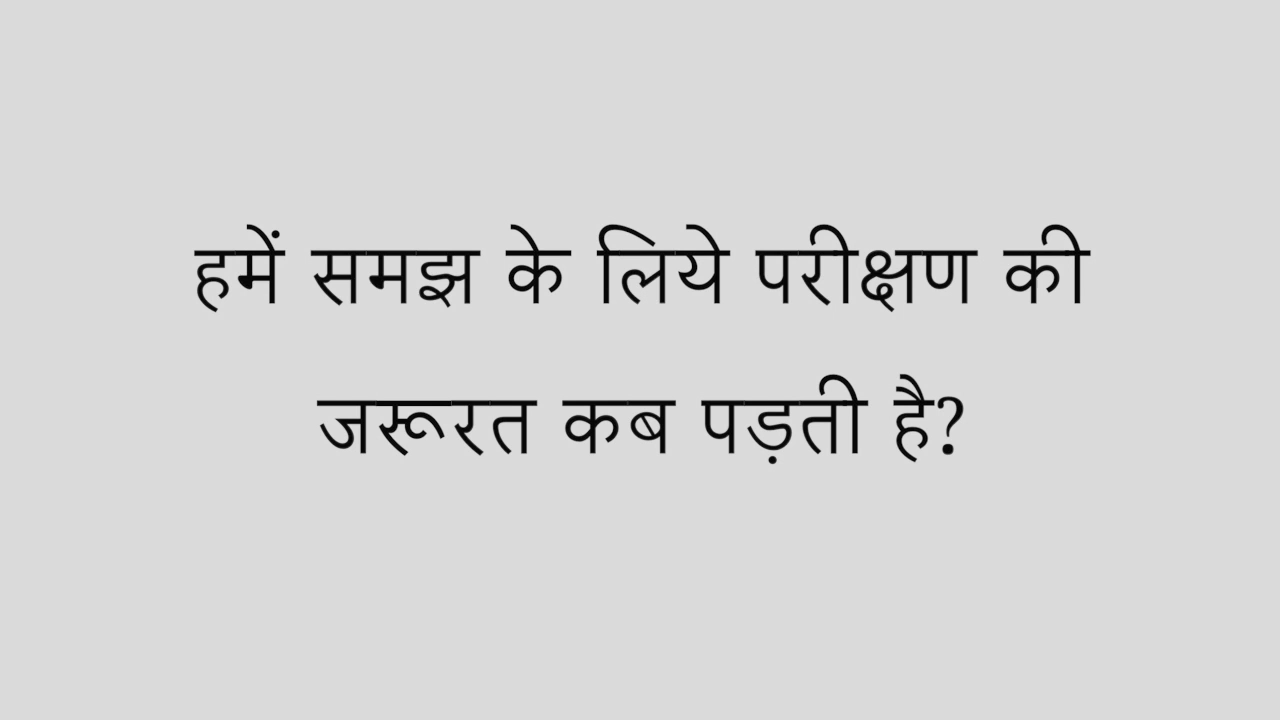 हमें समझ के लिये परीक्षण की
जरूरत कब पड़ती है?